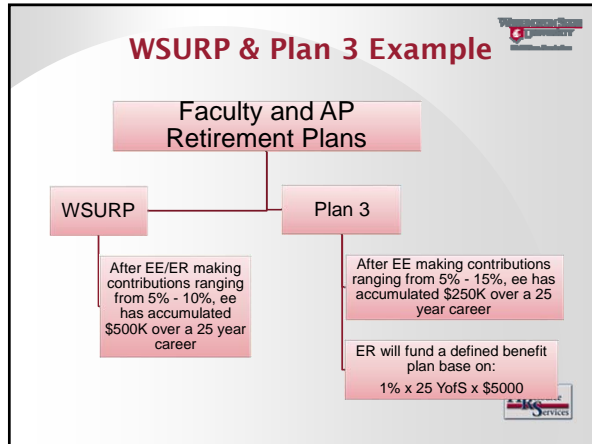 WASHINGTON STATE
UNIVERSITY
WSURP & Plan 3 Example
Faculty and AP
Retirement Plans
WSURP
Plan 3
After EE/ER making
contributions ranging
from 5% - 10%, ee
has accumulated
$500K over a 25 year
career
After EE making contributions
ranging from 5% - 15%, ee has
accumulated $250K over a 25
year career
ER will fund a defined benefit
plan base on:
1% x 25 YofS x $5000
Services